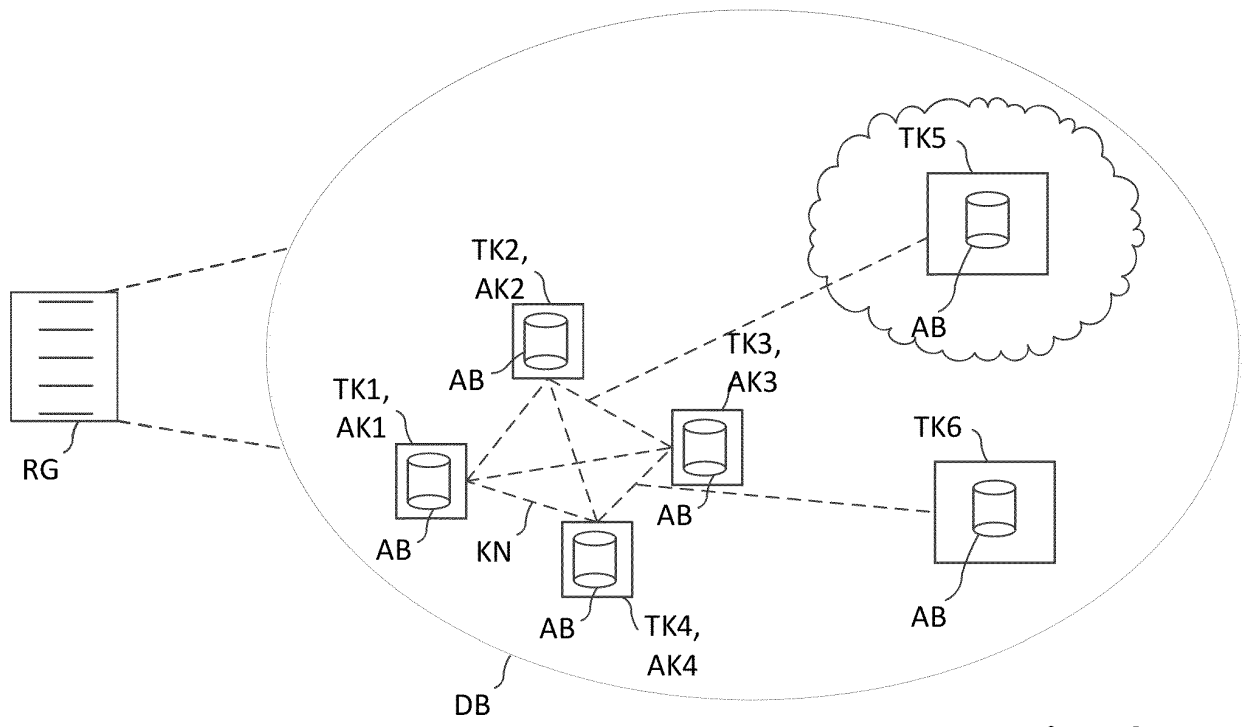 TK5
AB
TK2,
AK2
AB
TK3,
AK3
AB
TK1,
AK1
AB
RG
TK6
AB
KN
AB
TK4,
AK4
DB